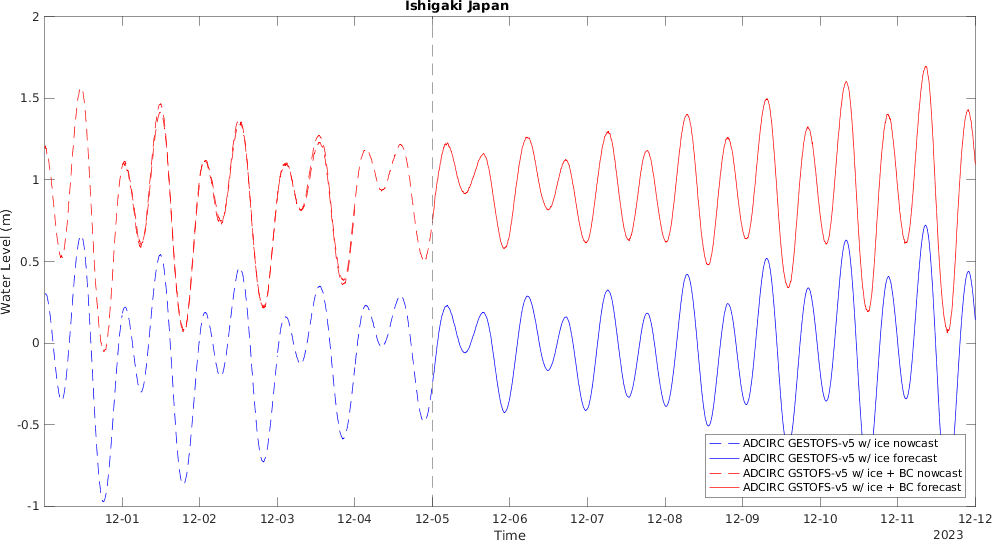 Ishigaki Japan
2
1.5
1
0.5
0
-0.5
-1
Water Level (m)
12-01 12-02 12-03 12-04 12-05 12-06 12-07 12-08 12-09 12-10 12-11 12-12
Time
2023
ADCIRC GESTOFS-v5 w/ ice nowcast
ADCIRC GESTOFS-v5 w/ ice forecast
ADCIRC GSTOFS-v5 w/ ice + BC nowcast
ADCIRC GSTOFS-v5 w/ ice + BC forecast